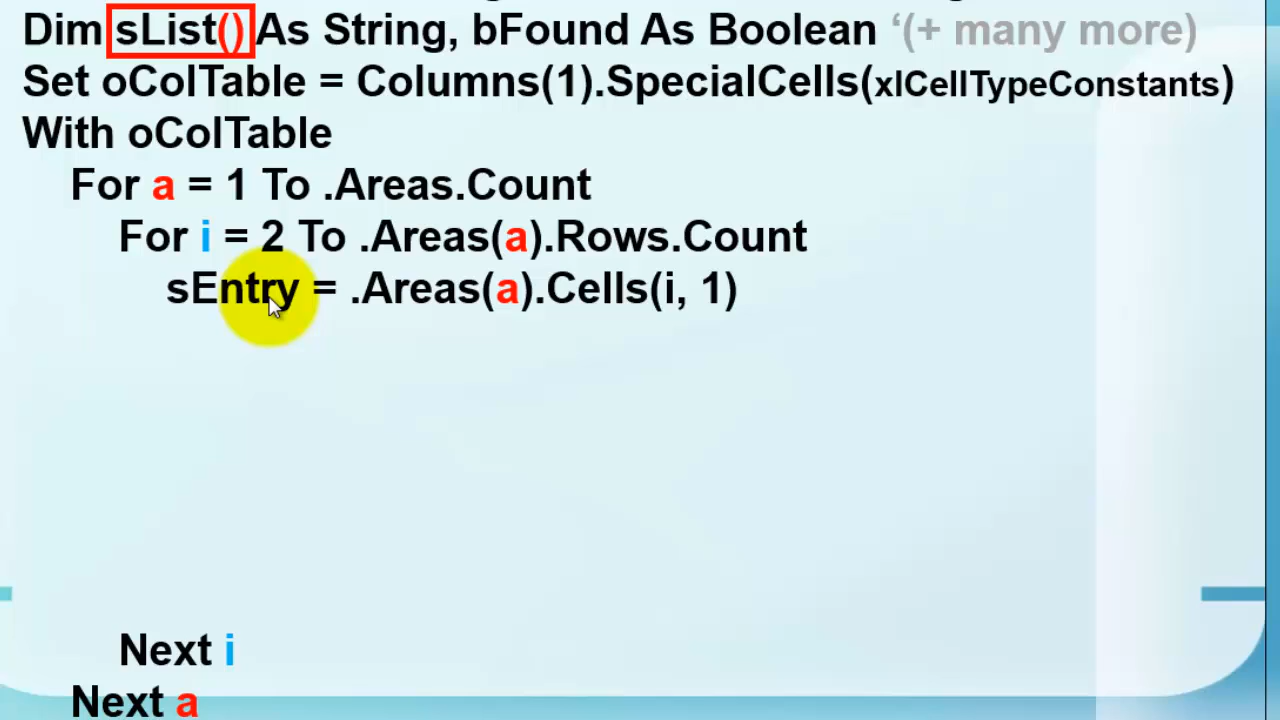 Dim sList() As String, bFound As Boolean ‘(+ many more)
Set oColTable = Columns(1).SpecialCells(xlCellTypeConstants)
With oColTable
For a = 1 To .Areas.Count
For i = 2 To .Areas(a).Rows.Count
sEntry = .Areas(a).Cells(i, 1)
Next i
Next a